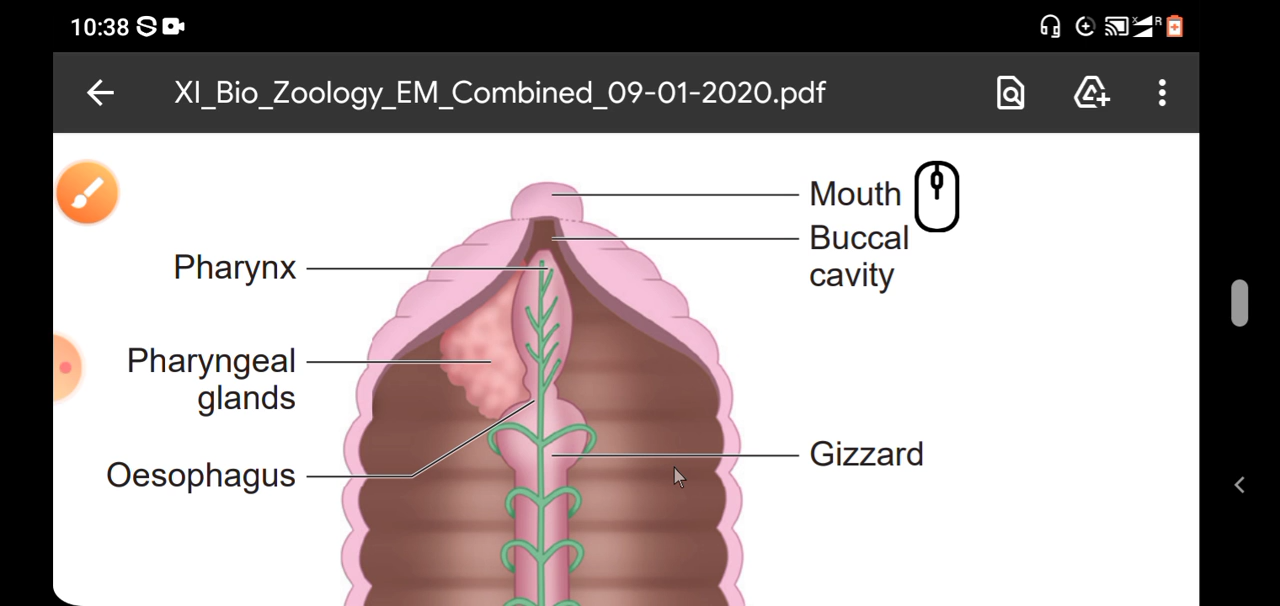 10:38
R
XI_Bio_Zoology_EM_Combined_09-01-2020.pdf
Mouth
Buccal
cavity
Pharynx
Pharyngeal
glands
Oesophagus
Gizzard